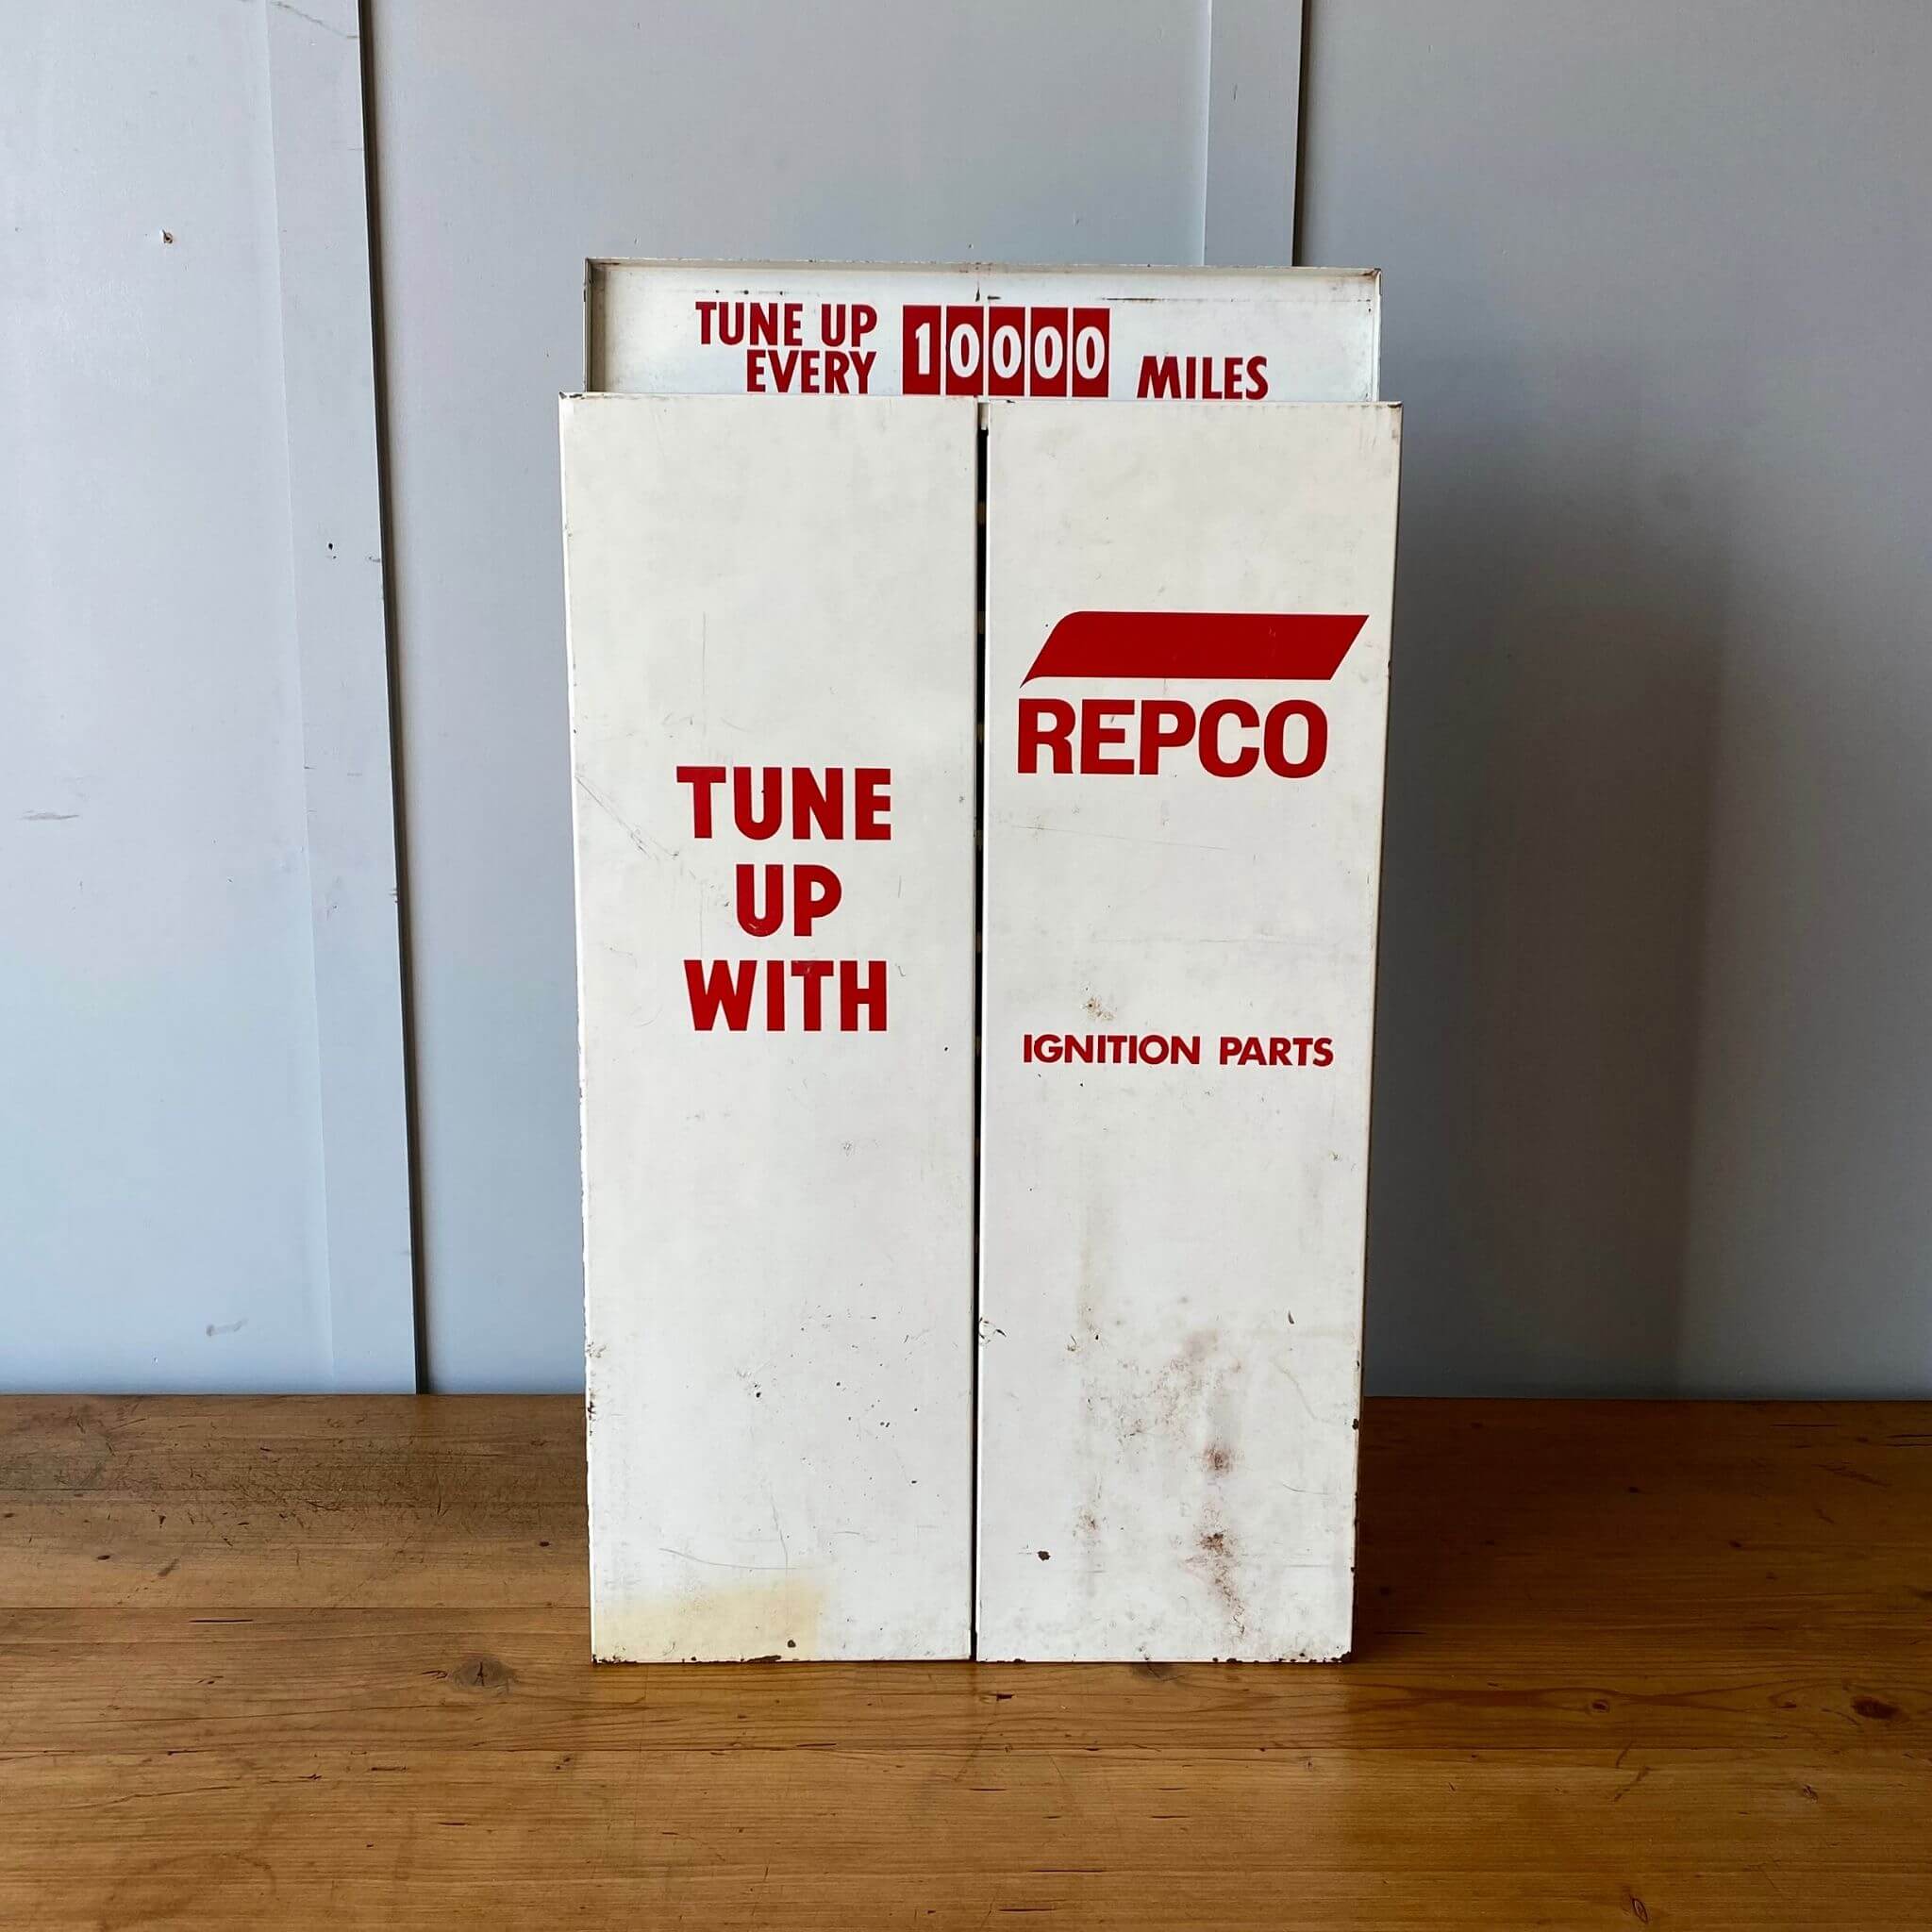 TUNE UP
EVERY 10000 MILES
TUNE
UP
WITH
REPCO
IGNITION PARTS